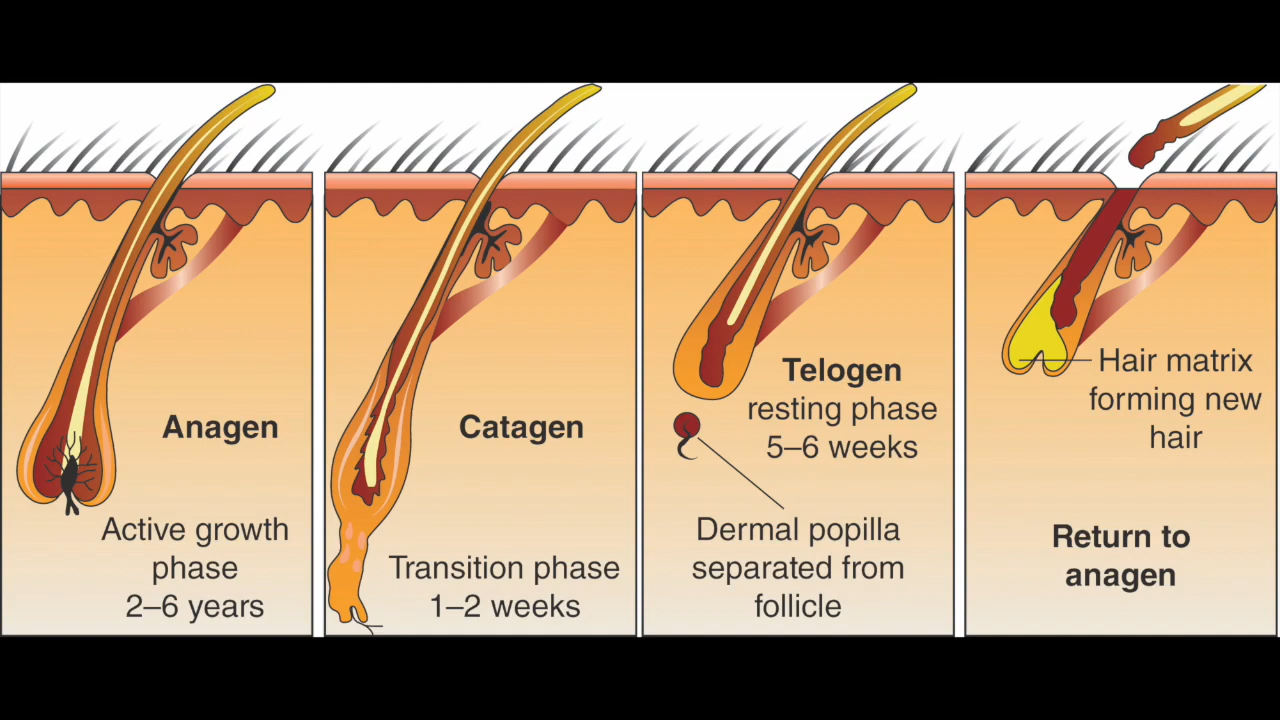 Anagen
Active growth
phase
2–6 years
Catagen
Transition phase
1–2 weeks
Telogen
resting phase
5–6 weeks
Dermal popilla
separated from
follicle
Hair matrix
forming new
hair
Return to
anagen